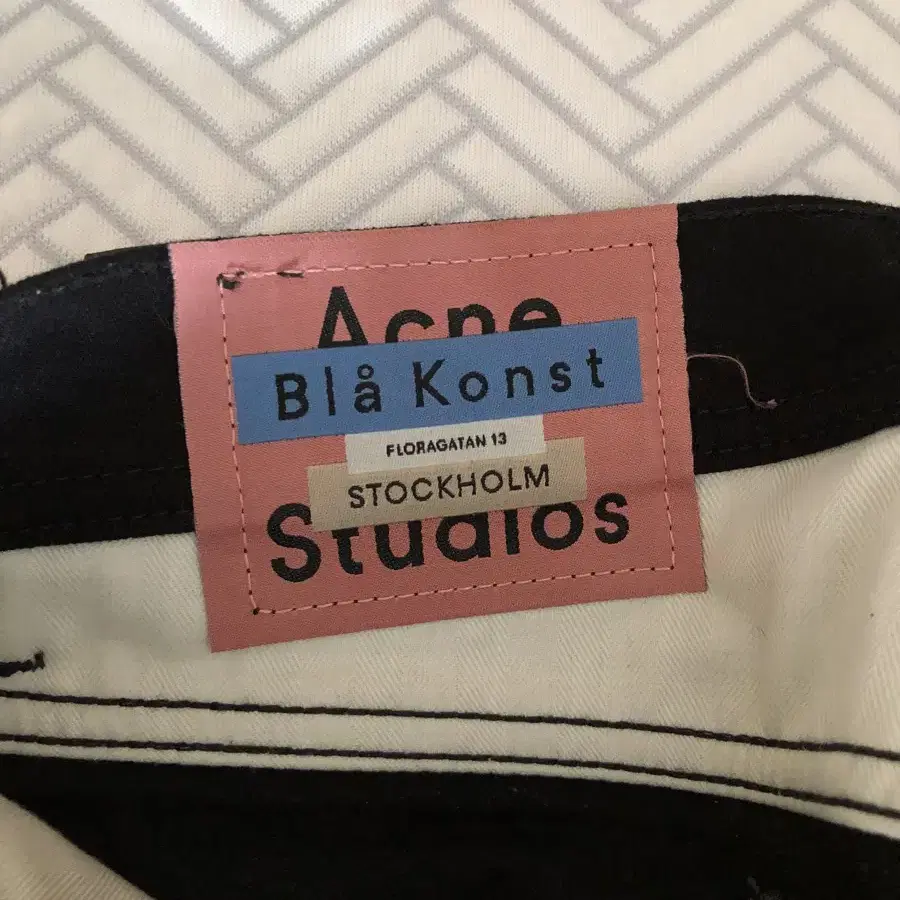 Acne
Blå Konst
FLORAGATAN 13
STOCKHOLM
Studios